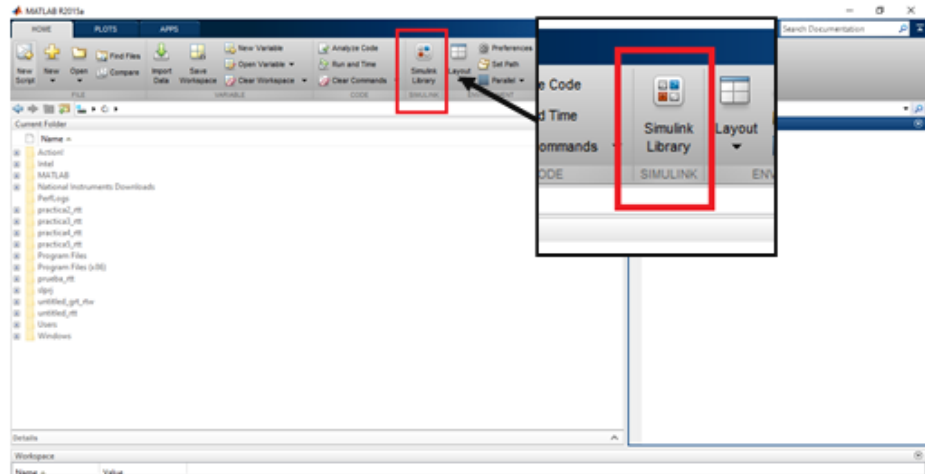 MATLAB R2015a
HOME PLOTS APPS
Search Documentation
New Script
New
Open
Find Files
Compare
Import Data
Save Workspace
New Variable
Open Variable
Clear Workspace
Analyze Code
Run and Time
Clear Commands
Simulink Library
Layout
Preferences
Set Path
Parallel
FILE VARIABLE CODE SIMULINK
e Code
d Time
ommands
Simulink Library
Layout
ODE SIMULINK ENV
C:
Current Folder
Name
Action!
Intel
MATLAB
National Instruments Downloads
PerfLogs
practica2_rtt
practica3_rtt
practica4_rtt
practica5_rtt
Program Files
Program Files (x86)
prueba_rtt
slprj
untitled_grt_rtw
untitled_rtt
Users
Windows
Details
Workspace
Name Value